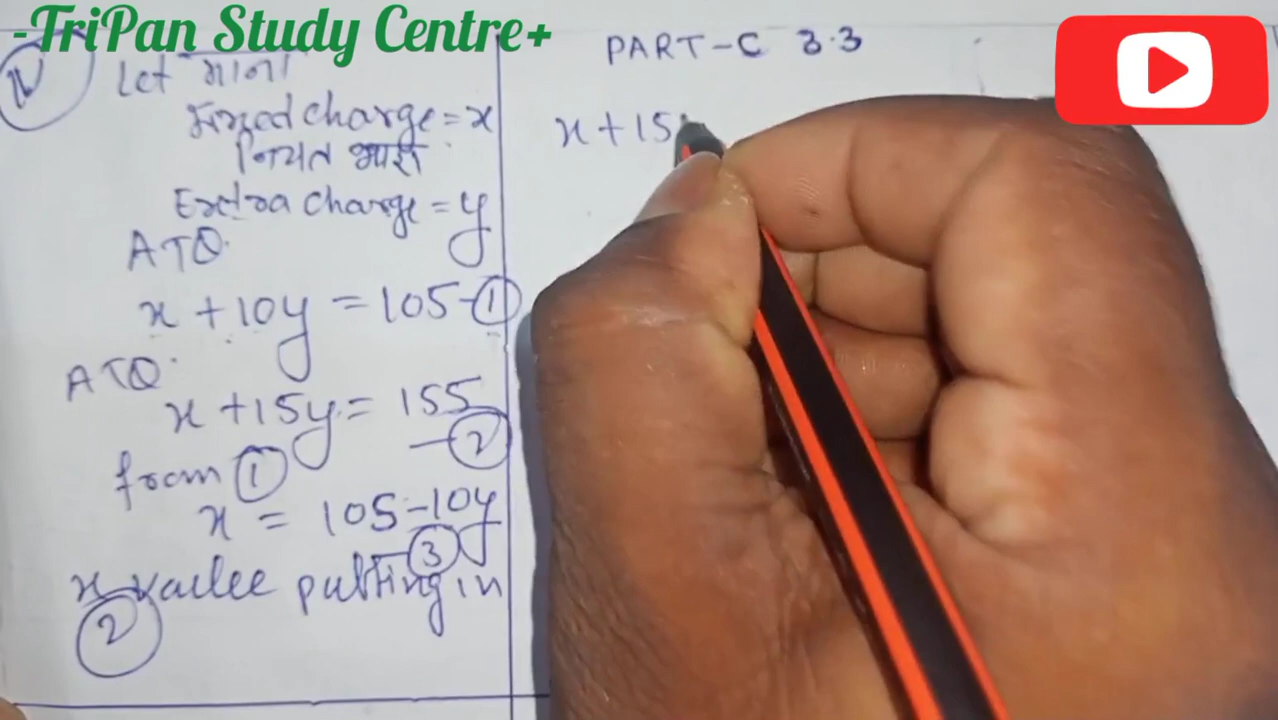 -TriPan Study Centre+
IV
Let माना
fixed charge = x
नियत भाड़ा
Extra charge = y
ATQ.
x + 10y = 105 - ①
ATQ.
x + 15y = 155
- ②
from ①
x = 105 - 10y
- ③
x value putting in
②
PART-C 3.3
x + 15